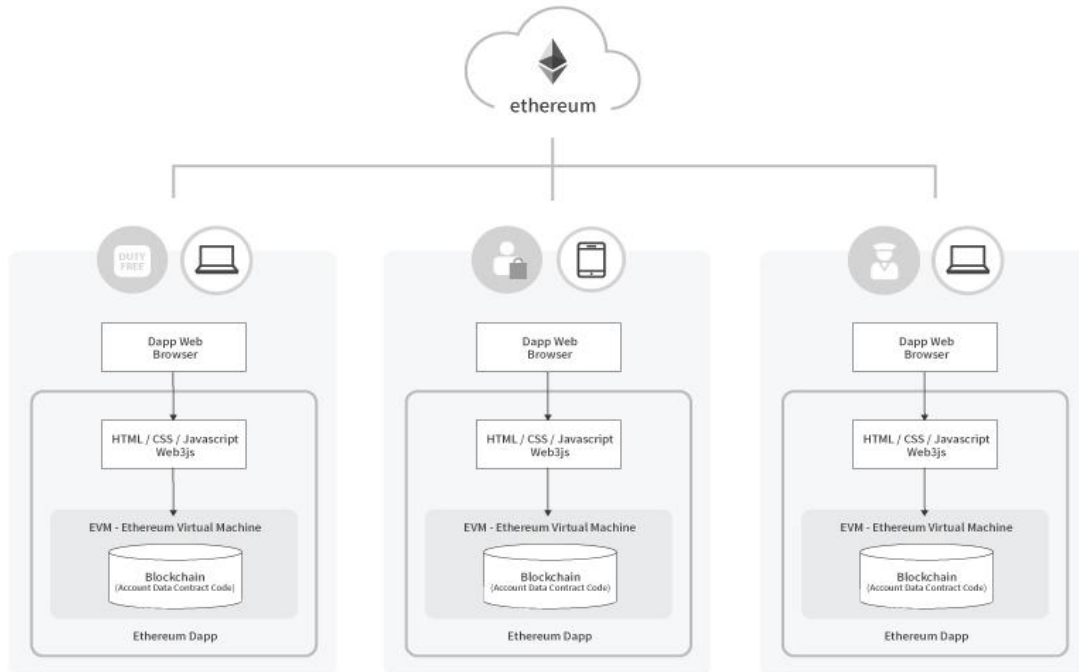 ethereum
DUTY
FREE
Dapp Web
Browser
HTML / CSS / Javascript
Web3js
EVM - Ethereum Virtual Machine
Blockchain
(Account Data Contract Code)
Ethereum Dapp
Dapp Web
Browser
HTML / CSS / Javascript
Web3js
EVM - Ethereum Virtual Machine
Blockchain
(Account Data Contract Code)
Ethereum Dapp
Dapp Web
Browser
HTML / CSS / Javascript
Web3js
EVM - Ethereum Virtual Machine
Blockchain
(Account Data Contract Code)
Ethereum Dapp